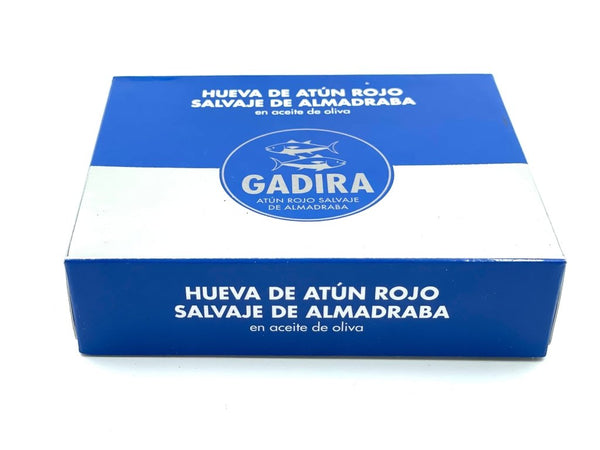 HUEVA DE ATÚN ROJO
SALVAJE DE ALMADRABA
en aceite de oliva
GADIRA
ATÚN ROJO SALVAJE
DE ALMADRABA
HUEVA DE ATÚN ROJO
SALVAJE DE ALMADRABA
en aceite de oliva